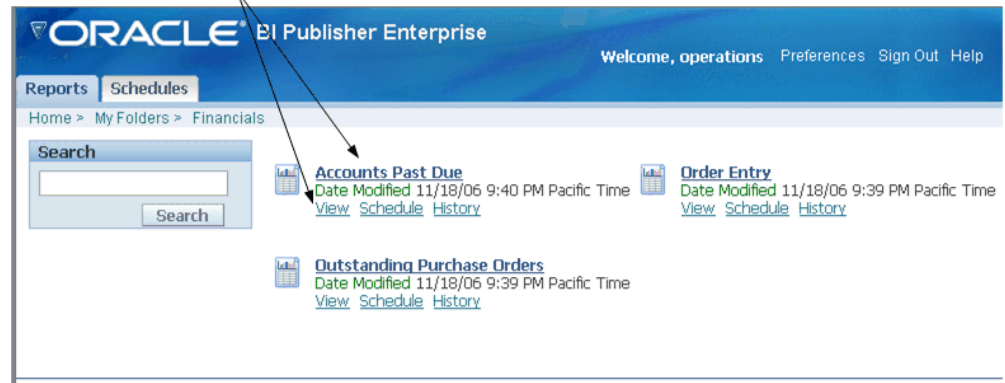 ORACLE® BI Publisher Enterprise
Welcome, operations Preferences Sign Out Help
Reports Schedules
Home > My Folders > Financials
Search
Search
Accounts Past Due
Date Modified 11/18/06 9:40 PM Pacific Time
View Schedule History
Order Entry
Date Modified 11/18/06 9:39 PM Pacific Time
View Schedule History
Outstanding Purchase Orders
Date Modified 11/18/06 9:39 PM Pacific Time
View Schedule History